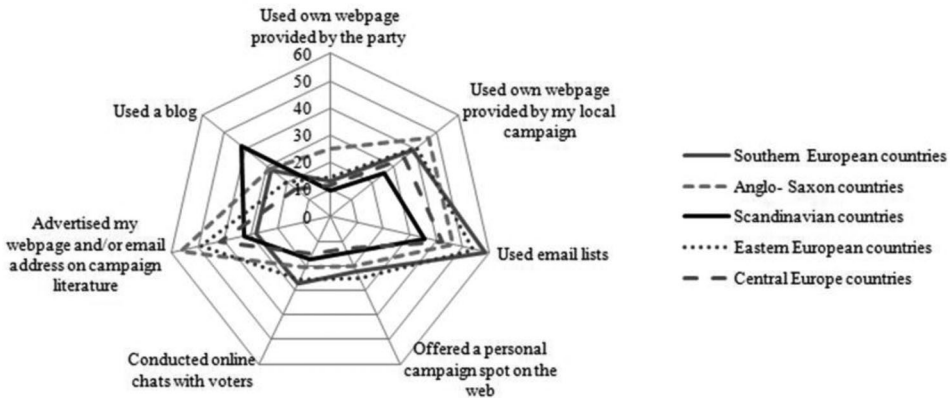 Used own webpage
provided by the party
60
50
40
30
20
10
0
Used own webpage
provided by my local
campaign
Used email lists
Offered a personal
campaign spot on the
web
Conducted online
chats with voters
Advertised my
webpage and/or email
address on campaign
literature
Used a blog
Southern European countries
Anglo- Saxon countries
Scandinavian countries
Eastern European countries
Central Europe countries